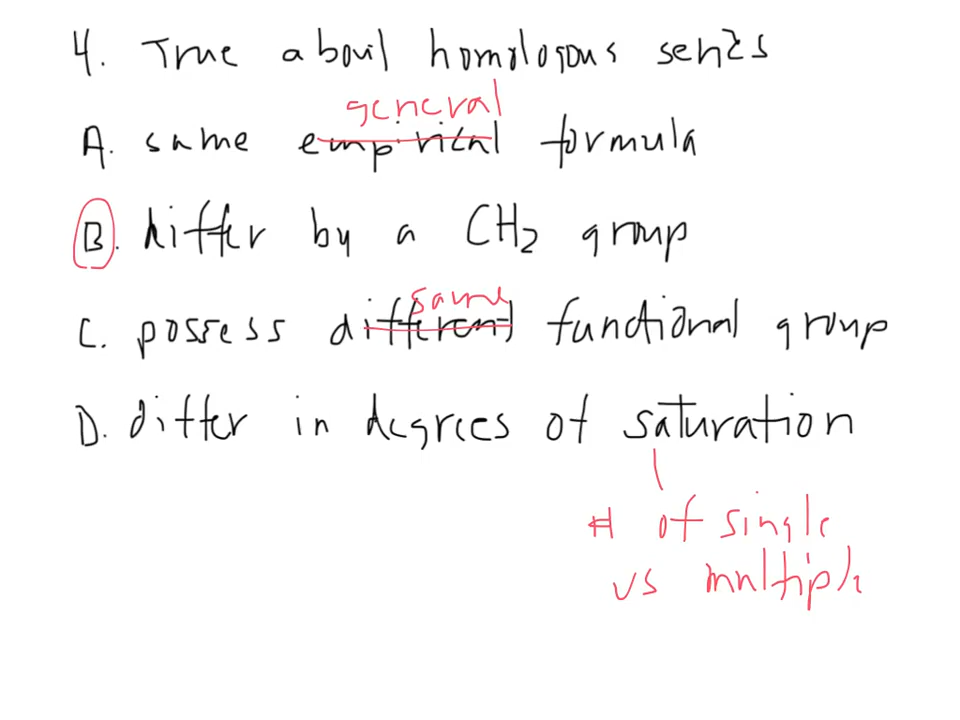 4. True about homologous series
general
A. same empirical formula
B. differ by a CH2 group
same
C. possess different functional group
D. differ in degrees of saturation
# of single
vs multiple